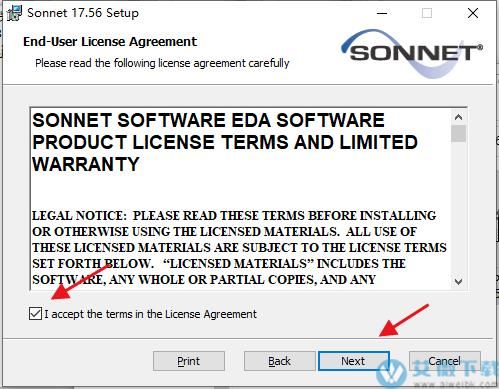 Sonnet 17.56 Setup
End-User License Agreement
Please read the following license agreement carefully
SONNET®
SONNET SOFTWARE EDA SOFTWARE
PRODUCT LICENSE TERMS AND LIMITED
WARRANTY
LEGAL NOTICE: PLEASE READ THESE TERMS BEFORE INSTALLING
OR OTHERWISE USING THE LICENSED MATERIALS. ALL USE OF
THESE LICENSED MATERIALS ARE SUBJECT TO THE LICENSE TERMS
SET FORTH BELOW. “LICENSED MATERIALS” INCLUDES THE
SOFTWARE, ANY WHOLE OR PARTIAL COPIES, AND ANY
I accept the terms in the License Agreement
Print Back Next Cancel
艾薇下载
www.aiweibk.com